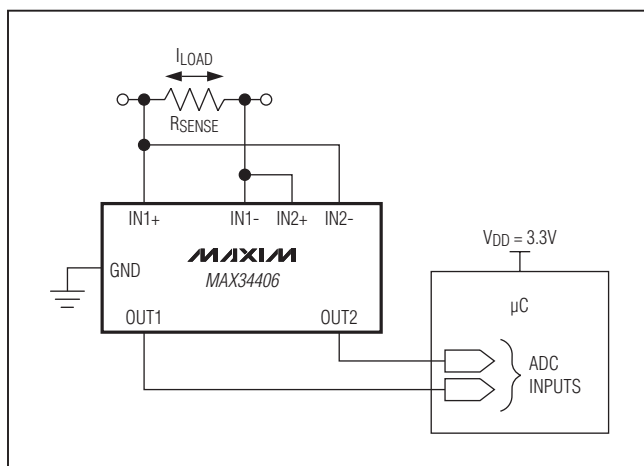 ILOAD
RSENSE
IN1+ IN1- IN2+ IN2-
MAXIM
MAX34406
GND
OUT1 OUT2
VDD = 3.3V
µC
ADC
INPUTS